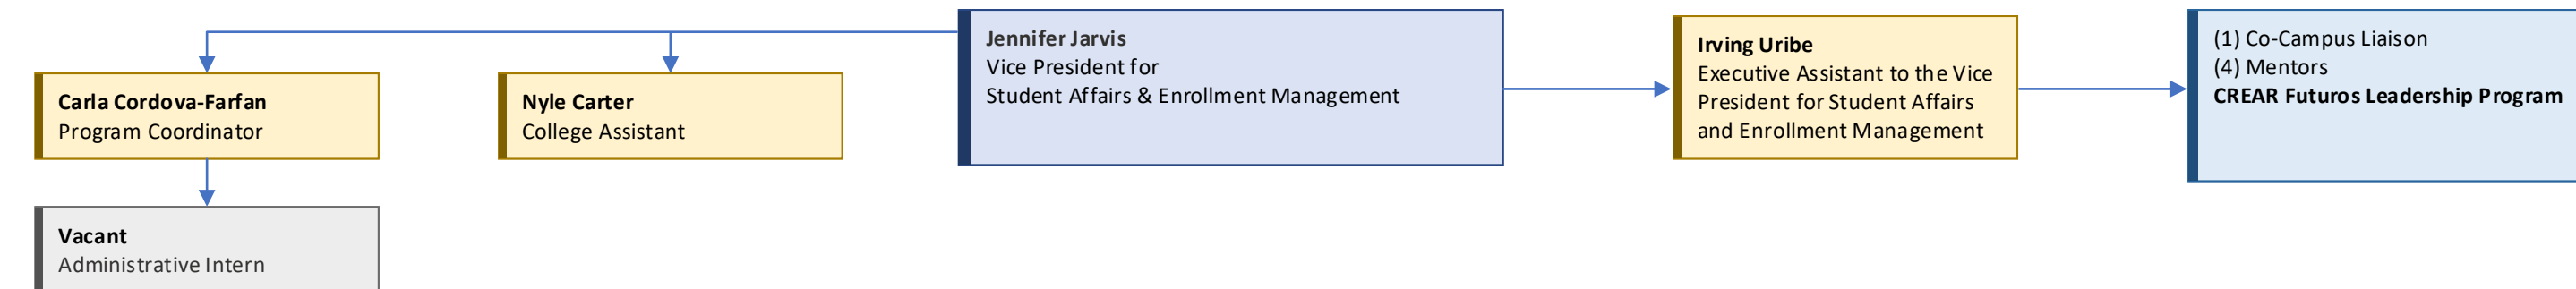 Jennifer Jarvis
Vice President for
Student Affairs & Enrollment Management
Irving Uribe
Executive Assistant to the Vice
President for Student Affairs
and Enrollment Management
(1) Co-Campus Liaison
(4) Mentors
CREAR Futuros Leadership Program
Carla Cordova-Farfan
Program Coordinator
Nyle Carter
College Assistant
Vacant
Administrative Intern